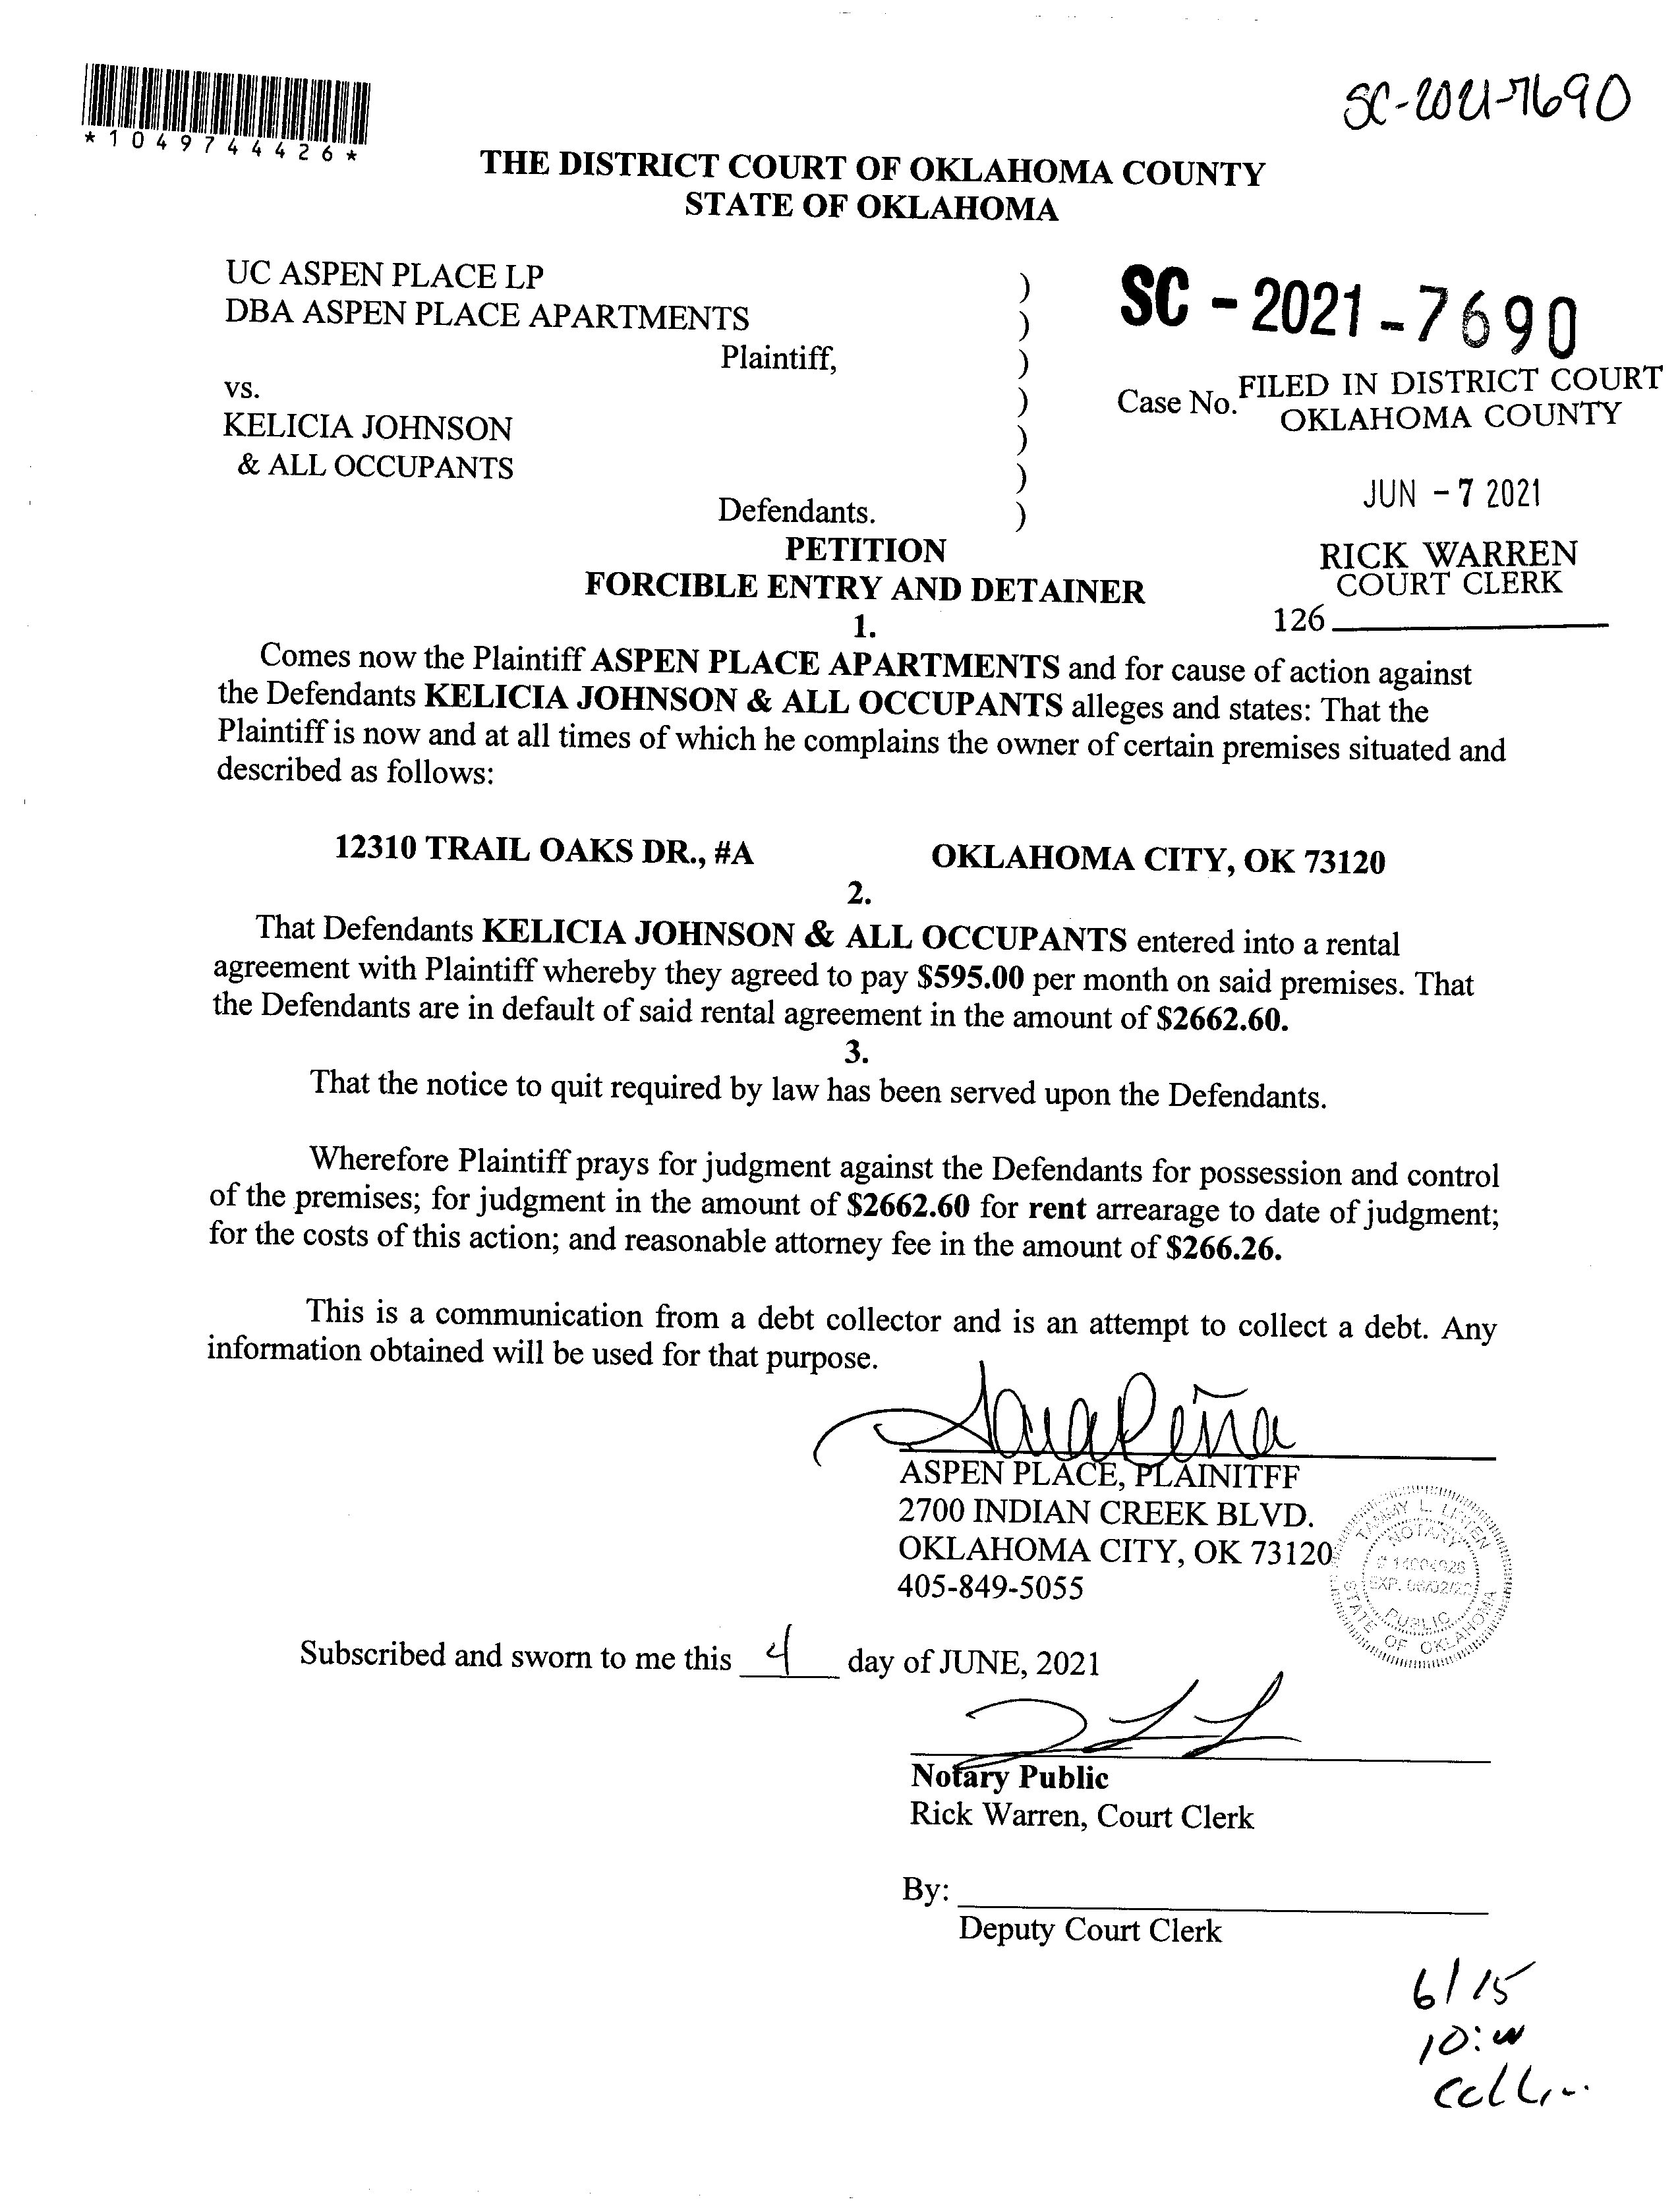 SC-2021-7690
*1049744426*
THE DISTRICT COURT OF OKLAHOMA COUNTY
STATE OF OKLAHOMA
UC ASPEN PLACE LP )
DBA ASPEN PLACE APARTMENTS )
Plaintiff, )
vs. )
KELICIA JOHNSON )
& ALL OCCUPANTS )
Defendants. )
SC - 2021 - 7690
Case No.
FILED IN DISTRICT COURT
OKLAHOMA COUNTY
JUN - 7 2021
RICK WARREN
COURT CLERK
126
PETITION
FORCIBLE ENTRY AND DETAINER
1.
Comes now the Plaintiff ASPEN PLACE APARTMENTS and for cause of action against
the Defendants KELICIA JOHNSON & ALL OCCUPANTS alleges and states: That the
Plaintiff is now and at all times of which he complains the owner of certain premises situated and
described as follows:
12310 TRAIL OAKS DR., #A OKLAHOMA CITY, OK 73120
2.
That Defendants KELICIA JOHNSON & ALL OCCUPANTS entered into a rental
agreement with Plaintiff whereby they agreed to pay $595.00 per month on said premises. That
the Defendants are in default of said rental agreement in the amount of $2662.60.
3.
That the notice to quit required by law has been served upon the Defendants.
Wherefore Plaintiff prays for judgment against the Defendants for possession and control
of the premises; for judgment in the amount of $2662.60 for rent arrearage to date of judgment;
for the costs of this action; and reasonable attorney fee in the amount of $266.26.
This is a communication from a debt collector and is an attempt to collect a debt. Any
information obtained will be used for that purpose.
Peña
ASPEN PLACE, PLAINITFF
2700 INDIAN CREEK BLVD.
OKLAHOMA CITY, OK 73120
405-849-5055
TAMMY L.
NOTARY
PUBLIC
STATE OF OKLAHOMA
Subscribed and sworn to me this 4 day of JUNE, 2021
Notary Public
Rick Warren, Court Clerk
By:
Deputy Court Clerk
6/15